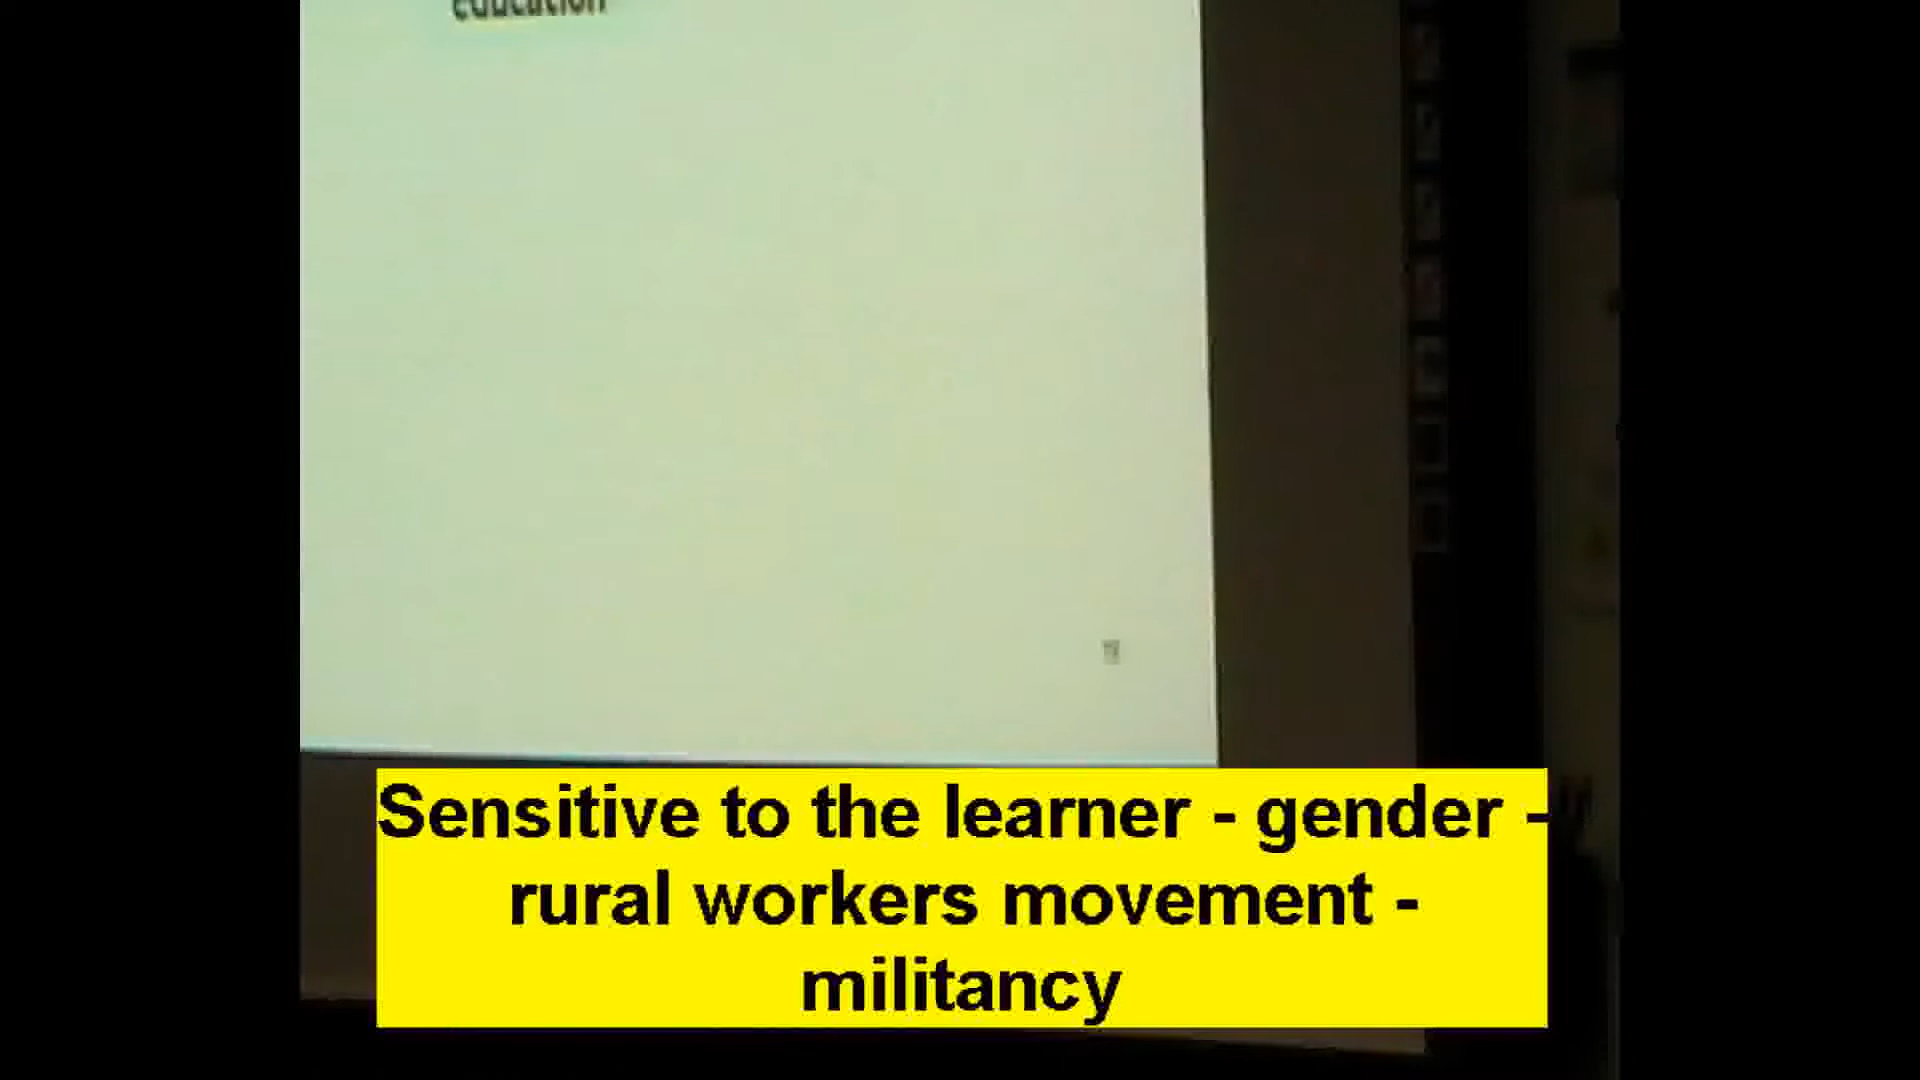 education
Sensitive to the learner - gender -
rural workers movement -
militancy